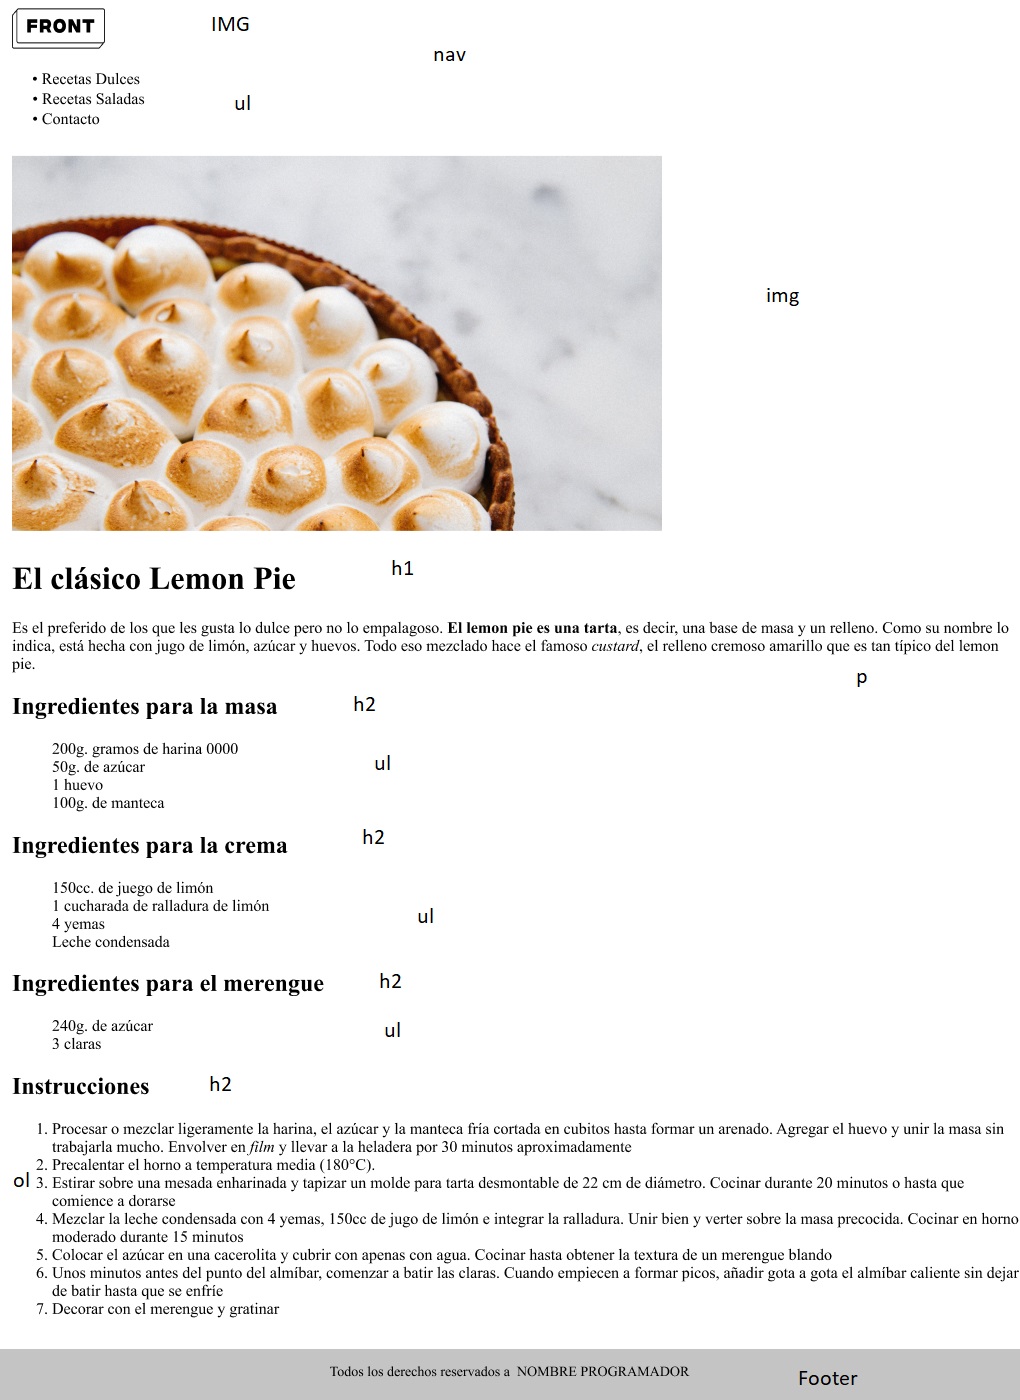 FRONT
IMG
nav
• Recetas Dulces
• Recetas Saladas
ul
• Contacto
img
El clásico Lemon Pie
h1
Es el preferido de los que les gusta lo dulce pero no lo empalagoso. El lemon pie es una tarta, es decir, una base de masa y un relleno. Como su nombre lo
indica, está hecha con jugo de limón, azúcar y huevos. Todo eso mezclado hace el famoso custard, el relleno cremoso amarillo que es tan típico del lemon
pie.
p
Ingredientes para la masa
h2
200g. gramos de harina 0000
50g. de azúcar
ul
1 huevo
100g. de manteca
Ingredientes para la crema
h2
150cc. de juego de limón
1 cucharada de ralladura de limón
ul
4 yemas
Leche condensada
Ingredientes para el merengue
h2
240g. de azúcar
ul
3 claras
Instrucciones
h2
1. Procesar o mezclar ligeramente la harina, el azúcar y la manteca fría cortada en cubitos hasta formar un arenado. Agregar el huevo y unir la masa sin
trabajarla mucho. Envolver en film y llevar a la heladera por 30 minutos aproximadamente
2. Precalentar el horno a temperatura media (180°C).
ol
3. Estirar sobre una mesada enharinada y tapizar un molde para tarta desmontable de 22 cm de diámetro. Cocinar durante 20 minutos o hasta que
comience a dorarse
4. Mezclar la leche condensada con 4 yemas, 150cc de jugo de limón e integrar la ralladura. Unir bien y verter sobre la masa precocida. Cocinar en horno
moderado durante 15 minutos
5. Colocar el azúcar en una cacerolita y cubrir con apenas con agua. Cocinar hasta obtener la textura de un merengue blando
6. Unos minutos antes del punto del almíbar, comenzar a batir las claras. Cuando empiecen a formar picos, añadir gota a gota el almíbar caliente sin dejar
de batir hasta que se enfríe
7. Decorar con el merengue y gratinar
Todos los derechos reservados a NOMBRE PROGRAMADOR
Footer